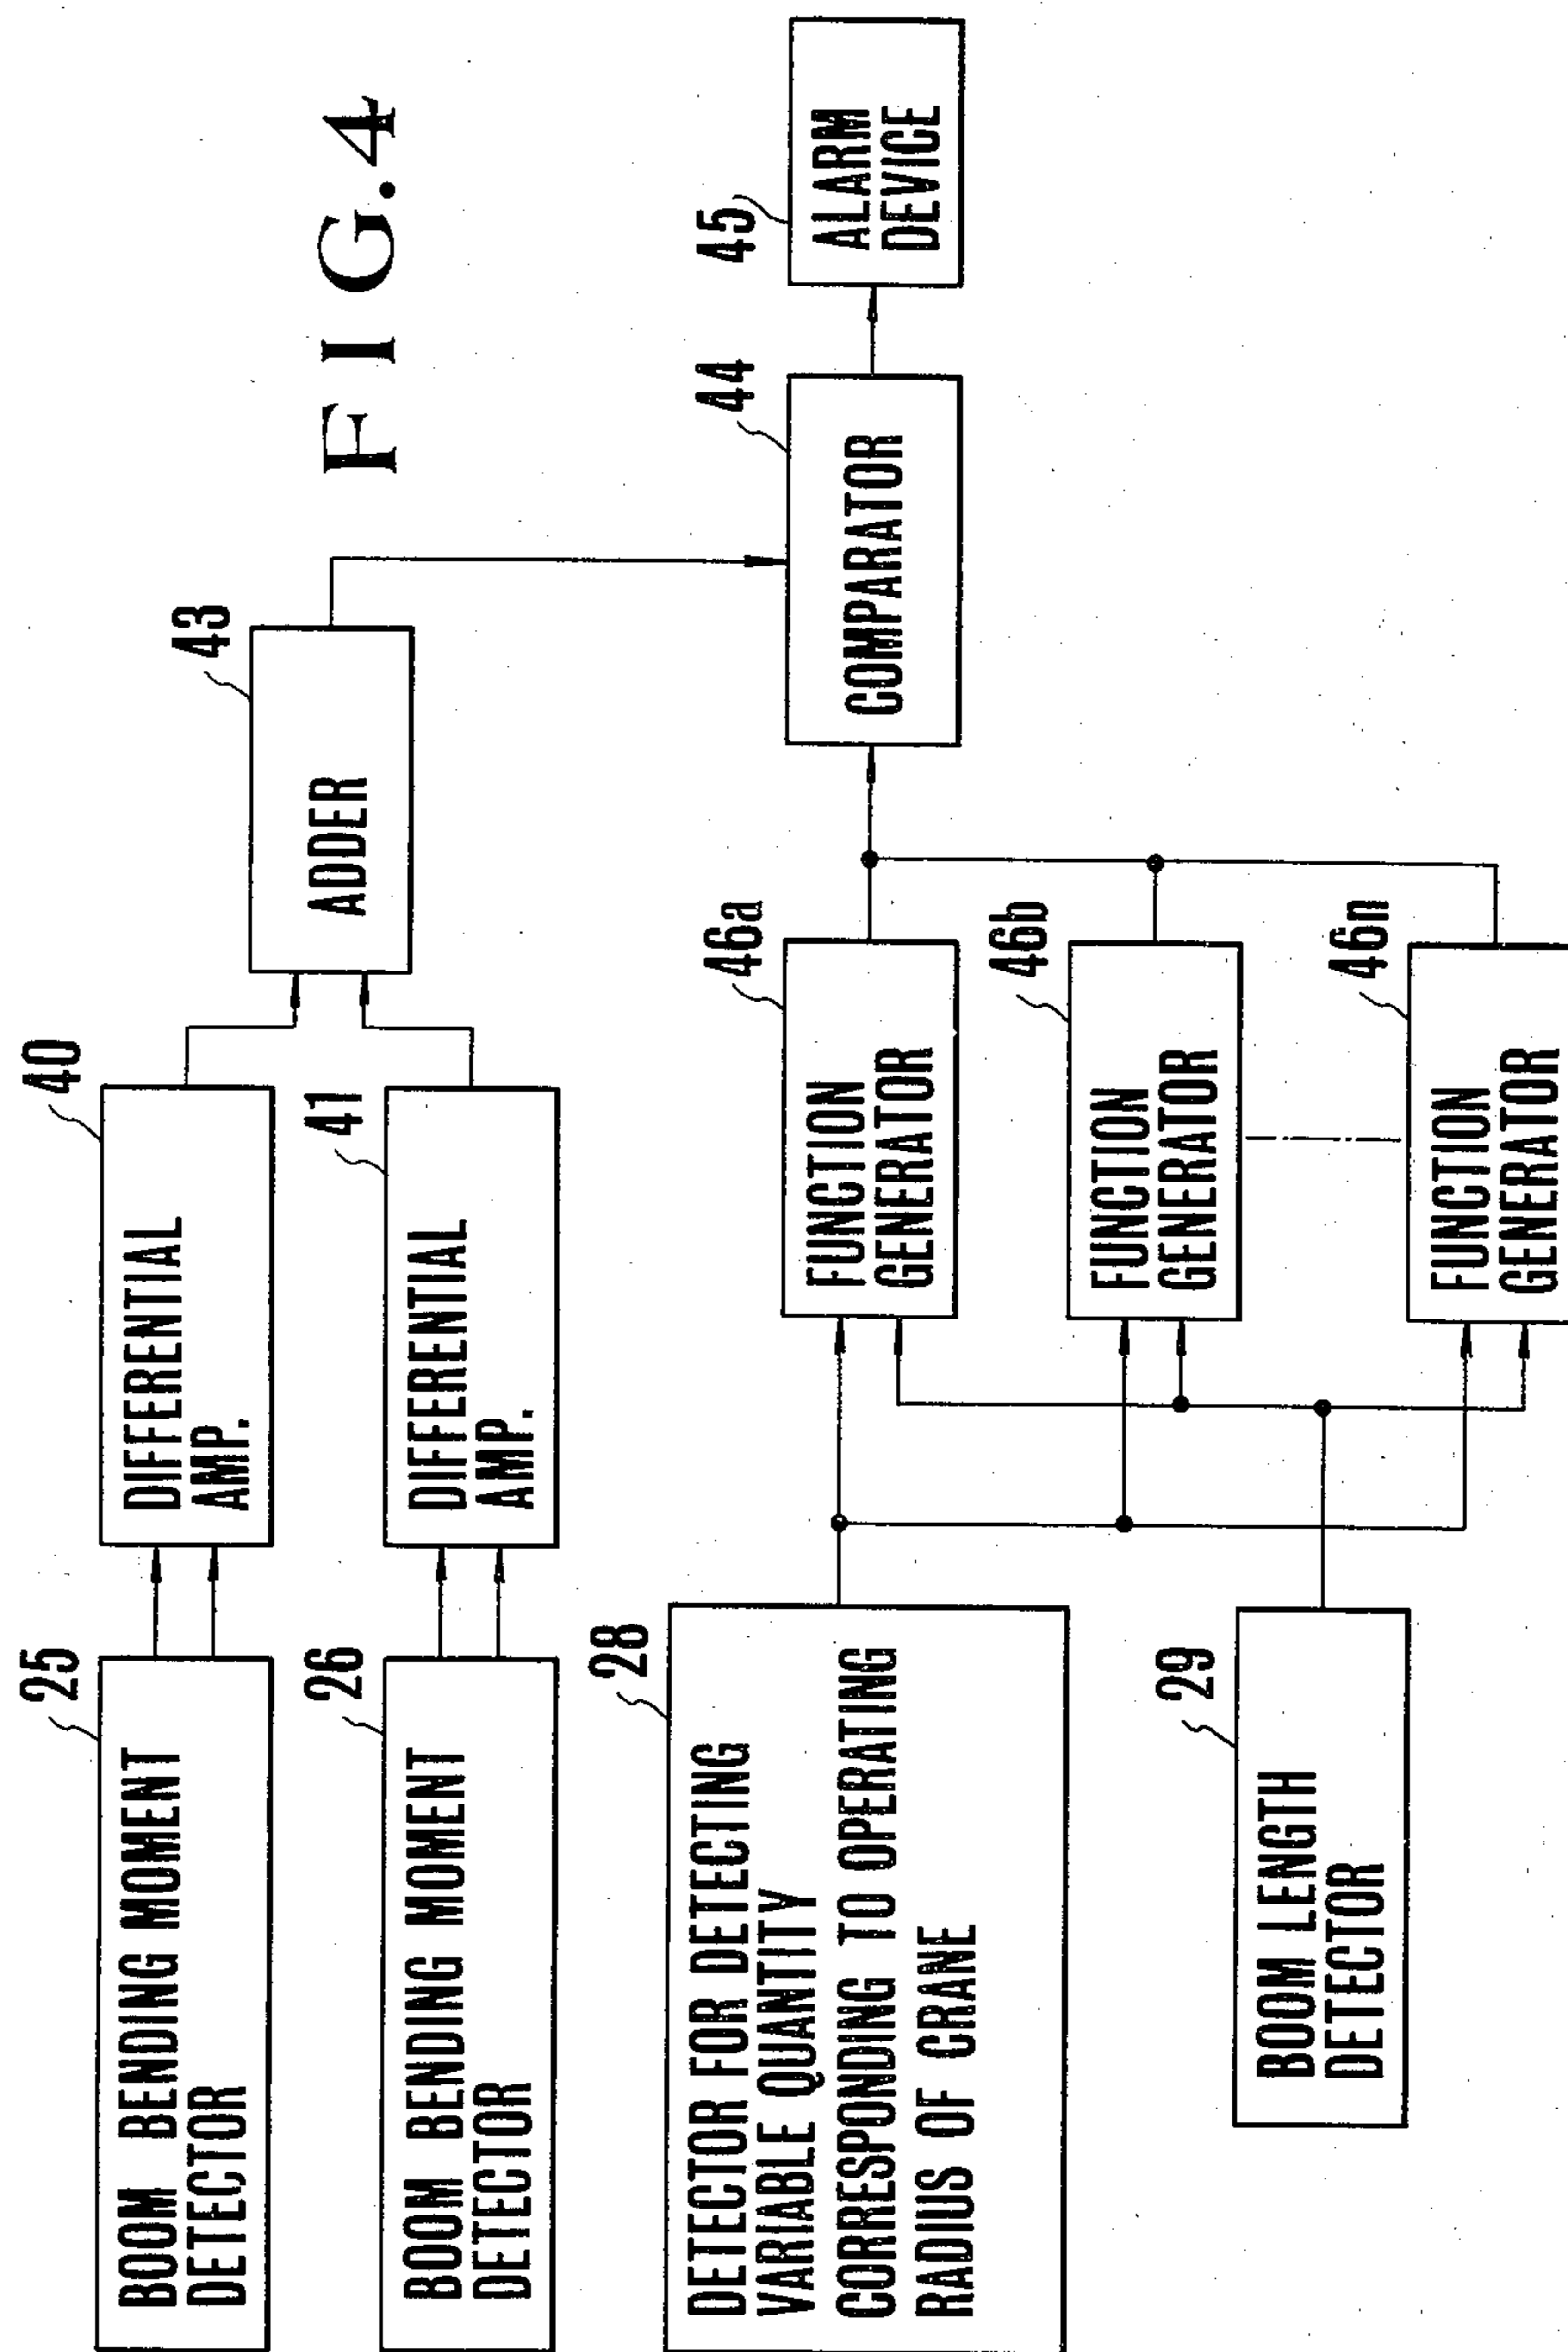 FIG.4
25
BOOM BENDING MOMENT
DETECTOR
40
DIFFERENTIAL
AMP.
43
ADDER
26
BOOM BENDING MOMENT
DETECTOR
41
DIFFERENTIAL
AMP.
28
DETECTOR FOR DETECTING
VARIABLE QUANTITY
CORRESPONDING TO OPERATING
RADIUS OF CRANE
46a
FUNCTION
GENERATOR
44
COMPARATOR
45
ALARM
DEVICE
46b
FUNCTION
GENERATOR
29
BOOM LENGTH
DETECTOR
46n
FUNCTION
GENERATOR